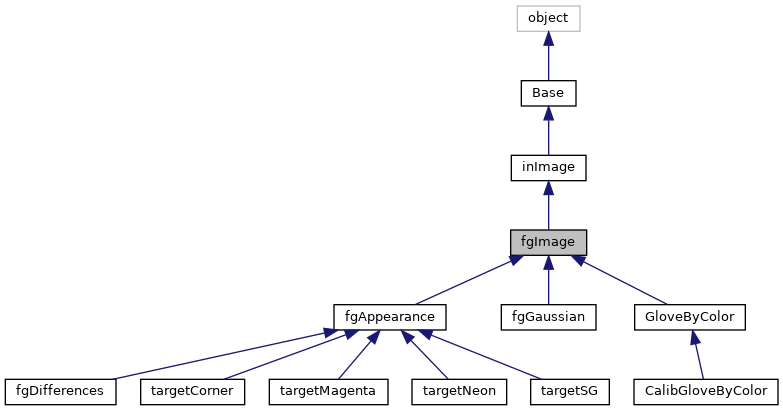 object
Base
inImage
fgImage
fgAppearance
fgGaussian
GloveByColor
fgDifferences
targetCorner
targetMagenta
targetNeon
targetSG
CalibGloveByColor